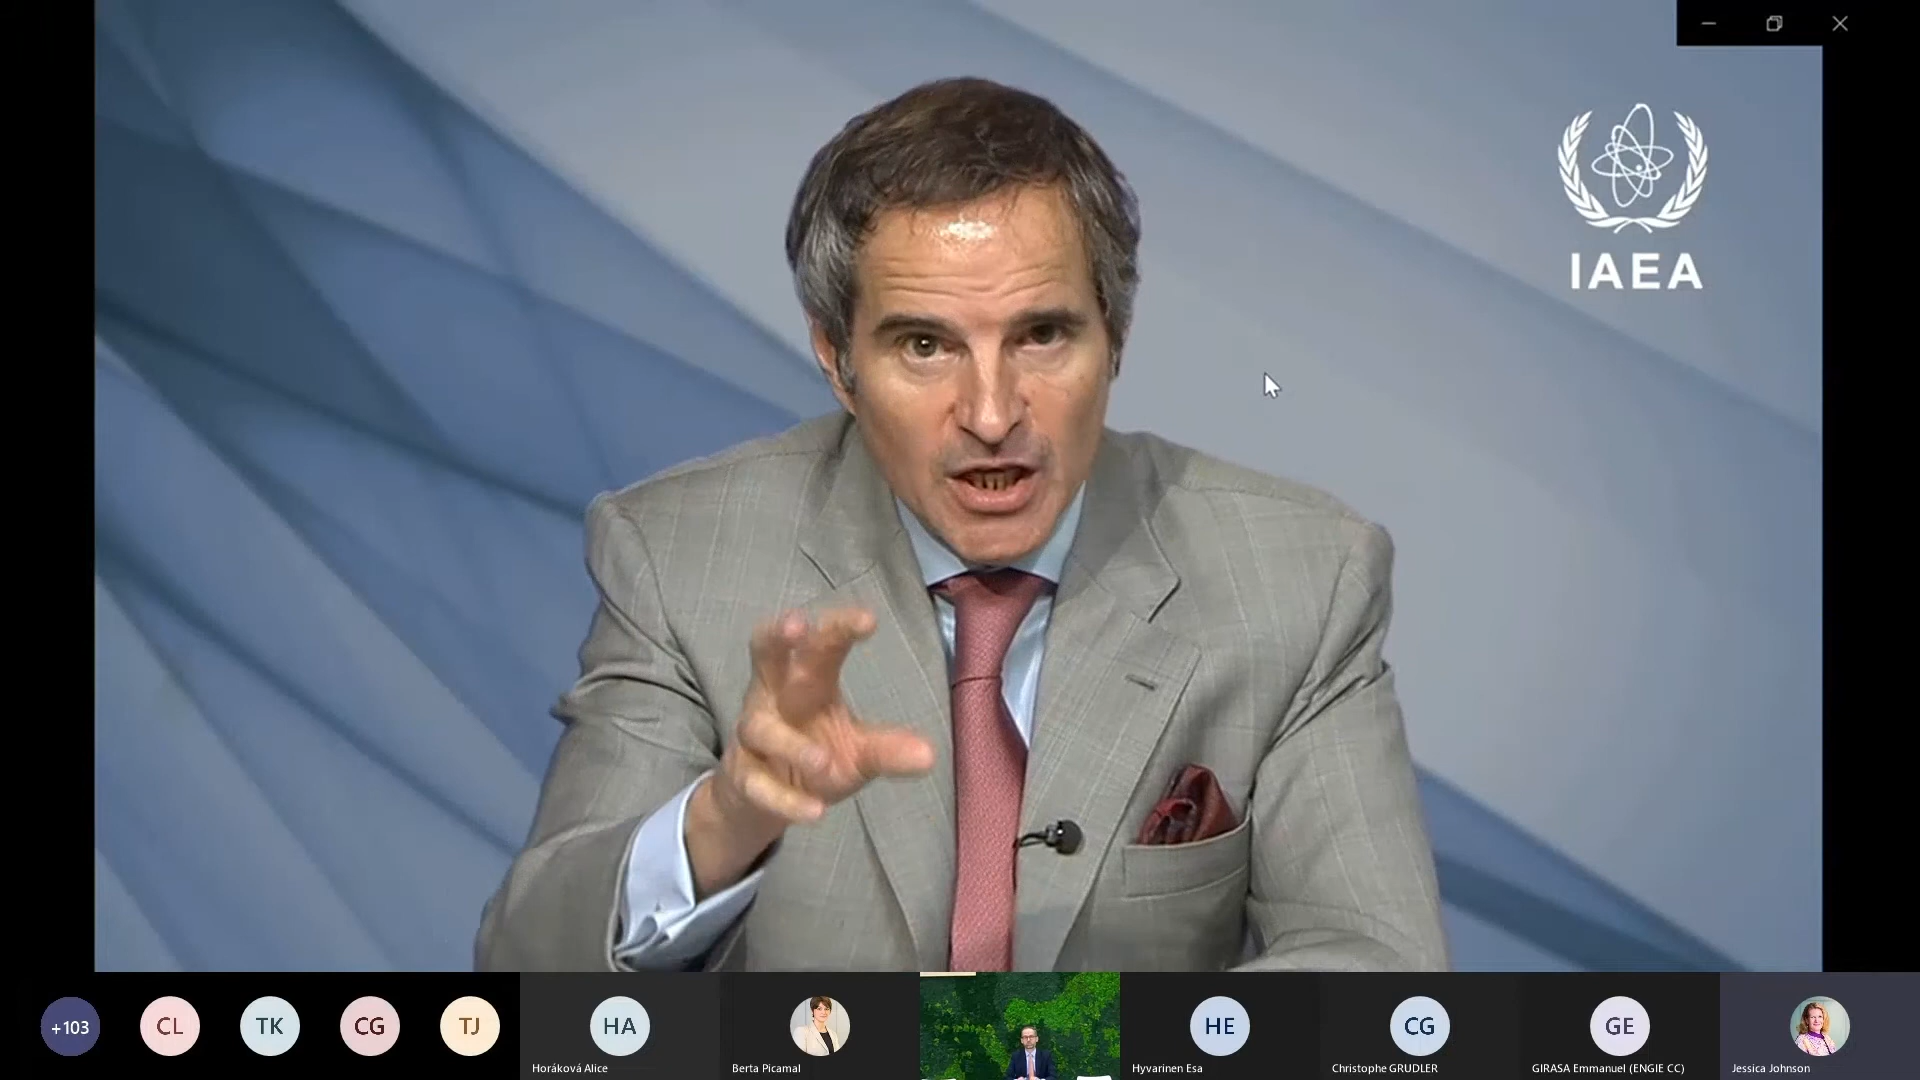 IAEA
+103
CL
TK
CG
TJ
HA
Horáková Alice
Berta Picamal
HE
Hyvarinen Esa
CG
Christophe GRUDLER
GE
GIRASA Emmanuel (ENGIE CC)
Jessica Johnson